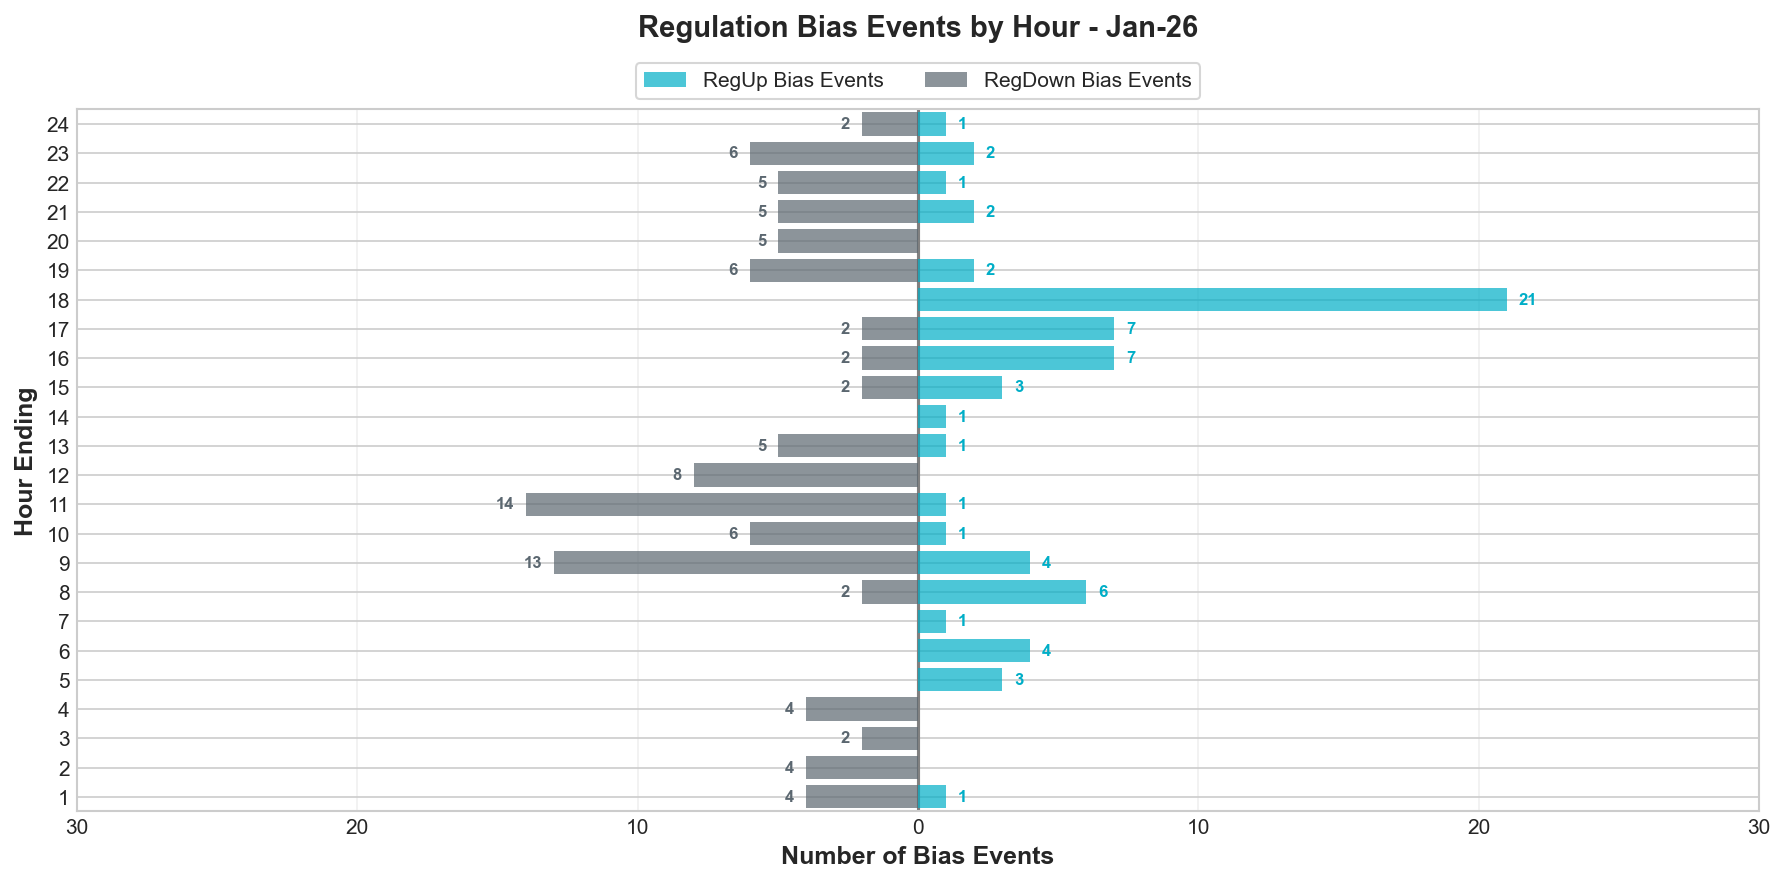 Regulation Bias Events by Hour - Jan-26
RegUp Bias Events RegDown Bias Events
24 2 1
23 6 2
22 5 1
21 5 2
20 5
19 6 2
18 21
17 2 7
16 2 7
15 2 3
14 1
13 5 1
12 8
11 14 1
10 6 1
9 13 4
8 2 6
7 1
6 4
5 3
4 4
3 2
2 4
1 4 1
Hour Ending
30 20 10 0 10 20 30
Number of Bias Events